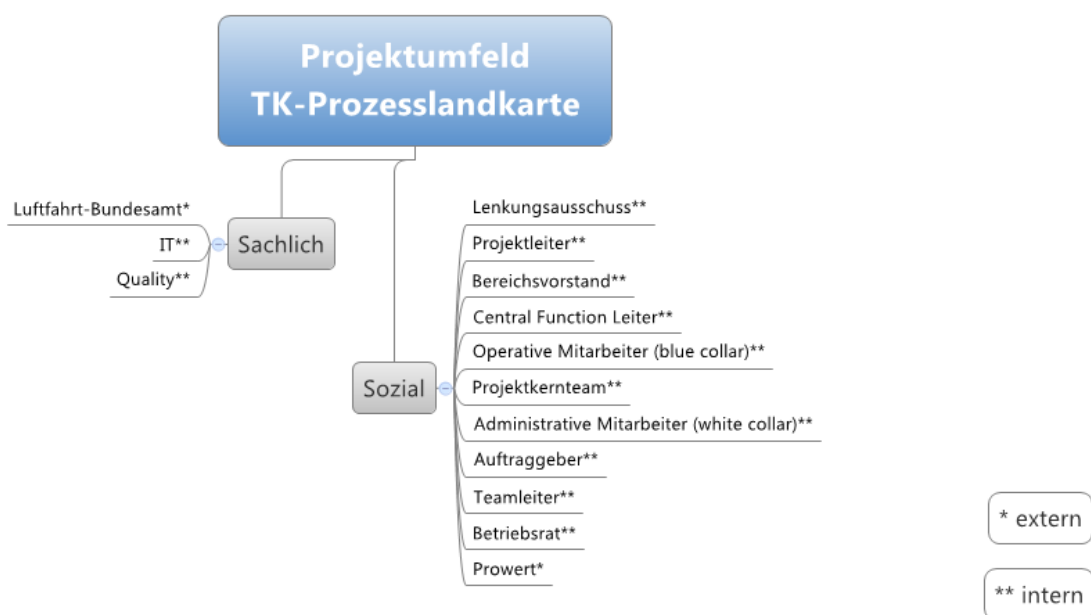 Projektumfeld
TK-Prozesslandkarte
Luftfahrt-Bundesamt*
IT**
Quality**
Sachlich
Sozial
Lenkungsausschuss**
Projektleiter**
Bereichsvorstand**
Central Function Leiter**
Operative Mitarbeiter (blue collar)**
Projektkernteam**
Administrative Mitarbeiter (white collar)**
Auftraggeber**
Teamleiter**
Betriebsrat**
Prowert*
* extern
** intern